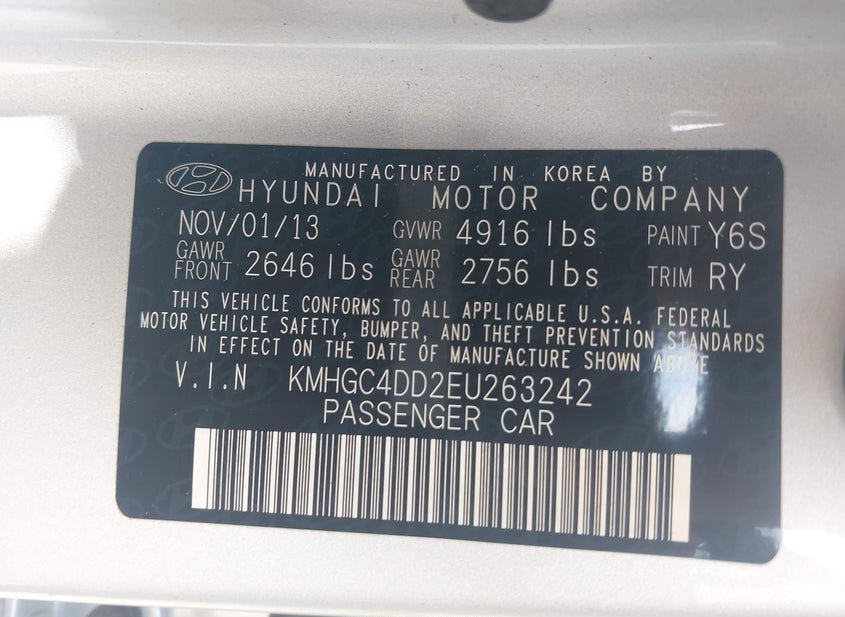 MANUFACTURED IN KOREA BY
HYUNDAI MOTOR COMPANY
NOV/01/13 GVWR 4916 lbs PAINT Y6S
GAWR FRONT 2646 lbs GAWR REAR 2756 lbs TRIM RY
THIS VEHICLE CONFORMS TO ALL APPLICABLE U.S.A. FEDERAL
MOTOR VEHICLE SAFETY, BUMPER, AND THEFT PREVENTION STANDARDS
IN EFFECT ON THE DATE OF MANUFACTURE SHOWN ABOVE
V.I.N KMHGC4DD2EU263242
PASSENGER CAR